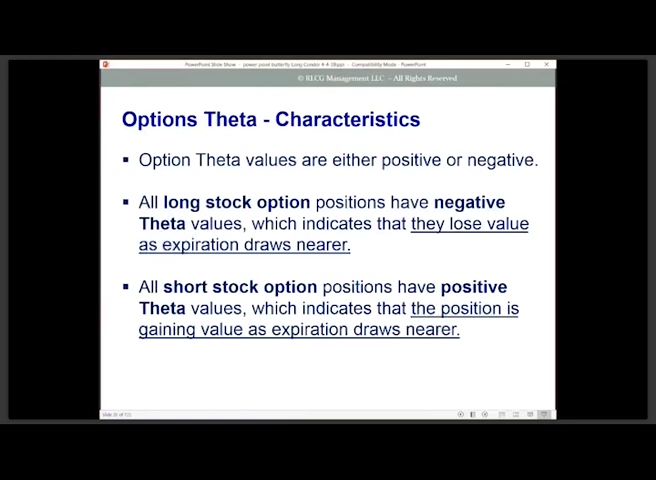 PowerPoint Slide Show - power point butterfly Long Condor 4-4-19.ppt - Compatibility Mode - PowerPoint
© RLCG Management LLC – All Rights Reserved
Options Theta - Characteristics
▪ Option Theta values are either positive or negative.
▪ All long stock option positions have negative
Theta values, which indicates that they lose value
as expiration draws nearer.
▪ All short stock option positions have positive
Theta values, which indicates that the position is
gaining value as expiration draws nearer.